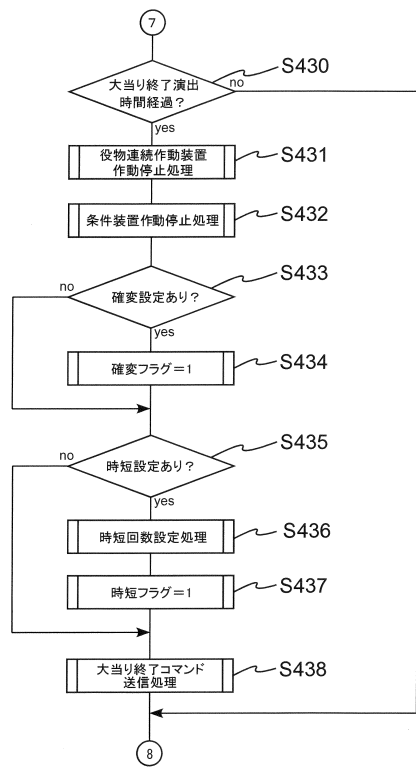 7
大当り終了演出
時間経過？
S430
no
yes
役物連続作動装置
作動停止処理
S431
条件装置作動停止処理
S432
確変設定あり？
S433
no
yes
確変フラグ＝1
S434
時短設定あり？
S435
no
yes
時短回数設定処理
S436
時短フラグ＝1
S437
大当り終了コマンド
送信処理
S438
8